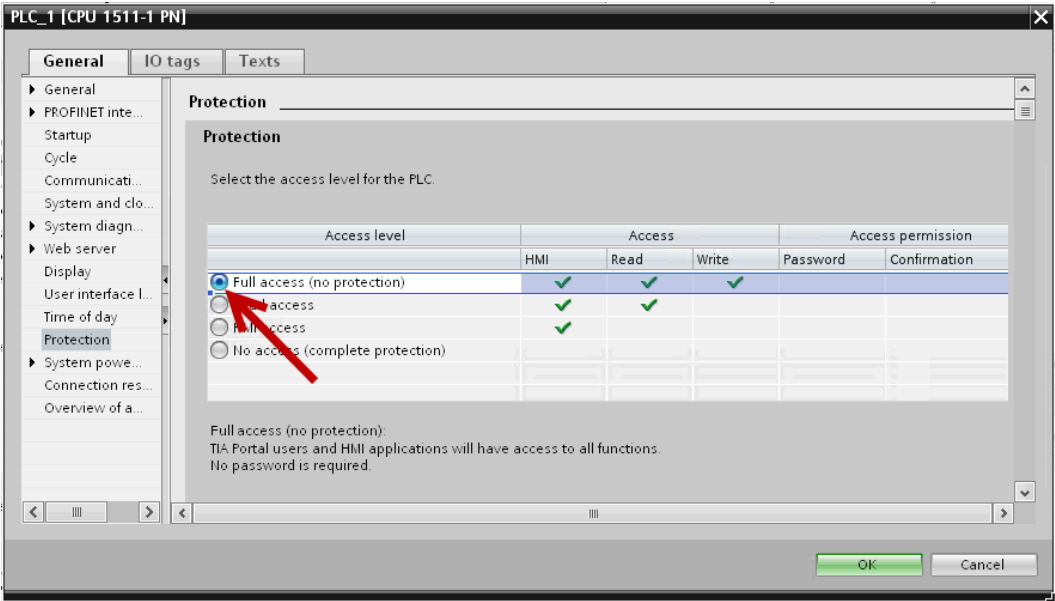 PLC_1 [CPU 1511-1 PN]
General IO tags Texts
General
PROFINET inte...
Startup
Cycle
Communicati...
System and clo...
System diagn...
Web server
Display
User interface l...
Time of day
Protection
System powe...
Connection res...
Overview of a...
Protection
Protection
Select the access level for the PLC.
Access level Access Access permission
HMI Read Write Password Confirmation
Full access (no protection)
access
access
No access (complete protection)
Full access (no protection):
TIA Portal users and HMI applications will have access to all functions.
No password is required.
OK Cancel